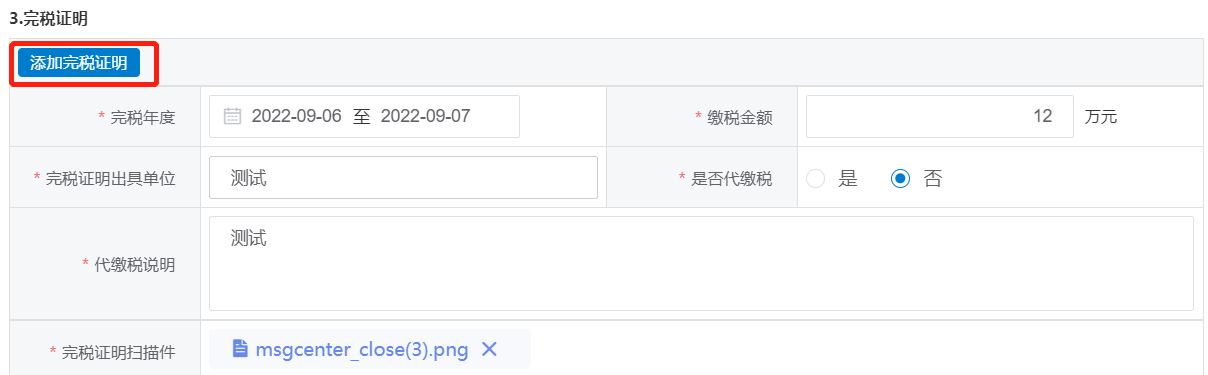 3.完税证明
添加完税证明
* 完税年度 2022-09-06 至 2022-09-07 * 缴税金额 12 万元
* 完税证明出具单位 测试 * 是否代缴税 是 否
* 代缴税说明 测试
* 完税证明扫描件 msgcenter_close(3).png